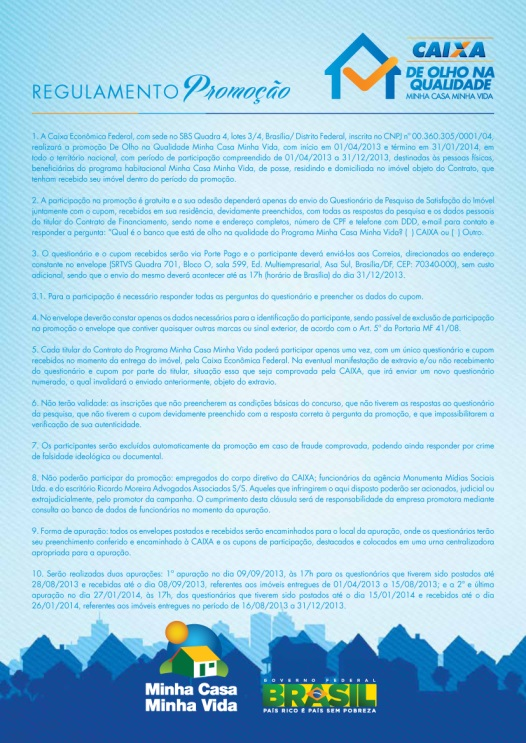 REGULAMENTO Promoção
CAIXA
DE OLHO NA
QUALIDADE
MINHA CASA MINHA VIDA
1. A Caixa Econômica Federal, com sede no SBS Quadra 4, lotes 3/4, Brasília/ Distrito Federal, inscrita no CNPJ nº 00.360.305/0001/04,
realizará a promoção De Olho na Qualidade Minha Casa Minha Vida, com início em 01/04/2013 e término em 31/01/2014, em
todo o território nacional, com período de participação compreendido de 01/04/2013 a 31/12/2013, destinadas às pessoas físicas,
beneficiárias do programa habitacional Minha Casa Minha Vida, de posse, residindo e domiciliada no imóvel objeto do Contrato, que
tenham recebido seu imóvel dentro do período da promoção.
2. A participação na promoção é gratuita e a sua adesão dependerá apenas do envio do Questionário de Pesquisa de Satisfação do Imóvel
juntamente com o cupom, recebidos em sua residência, devidamente preenchidos, com todas as respostas da pesquisa e os dados pessoais
do titular do Contrato de Financiamento, sendo nome e endereço completos, número de CPF e telefone com DDD, e-mail para contato e
responder a pergunta: "Qual é o banco que está de olho na qualidade do Programa Minha Casa Minha Vida? ( ) CAIXA ou ( ) Outro.
3. O questionário e o cupom recebidos serão via Porte Pago e o participante deverá enviá-los aos Correios, direcionados ao endereço
constante no envelope (SRTVS Quadra 701, Bloco O, sala 599, Ed. Multiempresarial, Asa Sul, Brasília/DF, CEP: 70340-000), sem custo
adicional, sendo que o envio do mesmo deverá acontecer até as 17h (horário de Brasília) do dia 31/12/2013.
3.1. Para a participação é necessário responder todas as perguntas do questionário e preencher os dados do cupom.
4. No envelope deverão constar apenas os dados necessários para a identificação do participante, sendo possível de exclusão de participação
na promoção o envelope que contiver quaisquer outras marcas ou sinal exterior, de acordo com o Art. 5º da Portaria MF 41/08.
5. Cada titular do Contrato do Programa Minha Casa Minha Vida poderá participar apenas uma vez, com um único questionário e cupom
recebidos no momento da entrega do imóvel, pela Caixa Econômica Federal. Na eventual manifestação de extravio e/ou não recebimento
do questionário e cupom por parte do titular, situação essa que seja comprovada pela CAIXA, que irá enviar um novo questionário
numerado, o qual invalidará o enviado anteriormente, objeto do extravio.
6. Não terão validade: as inscrições que não preencherem as condições básicas do concurso, que não tiverem as respostas ao questionário
da pesquisa, que não tiverem o cupom devidamente preenchido com a resposta correta à pergunta da promoção, e que impossibilitarem a
verificação de sua autenticidade.
7. Os participantes serão excluídos automaticamente da promoção em caso de fraude comprovada, podendo ainda responder por crime
de falsidade ideológica ou documental.
8. Não poderão participar da promoção: empregados do corpo diretivo da CAIXA; funcionários da agência Monumenta Mídias Sociais
Ltda. e do escritório Ricardo Moreira Advogados Associados S/S. Aqueles que infringirem o aqui disposto poderão ser acionados, judicial ou
extrajudicialmente, pelo promotor da campanha. O cumprimento desta cláusula será de responsabilidade da empresa promotora mediante
consulta ao banco de dados de funcionários no momento da apuração.
9. Forma de apuração: todos os envelopes postados e recebidos serão encaminhados para o local da apuração, onde os questionários terão
seu preenchimento conferido e encaminhado à CAIXA e os cupons de participação, destacados e colocados em uma urna centralizadora
apropriada para a apuração.
10. Serão realizadas duas apurações: 1ª apuração no dia 09/09/2013, às 17h para os questionários que tiverem sido postados até
28/08/2013 e recebidos até o dia 08/09/2013, referentes aos imóveis entregues de 01/04/2013 a 15/08/2013; e a 2ª e última
apuração no dia 27/01/2014, às 17h, dos questionários que tiverem sido postados até o dia 15/01/2014 e recebidos até o dia
26/01/2014, referentes aos imóveis entregues no período de 16/08/2013 a 31/12/2013.
Minha Casa
Minha Vida
GOVERNO FEDERAL
BRASIL
PAÍS RICO É PAÍS SEM POBREZA